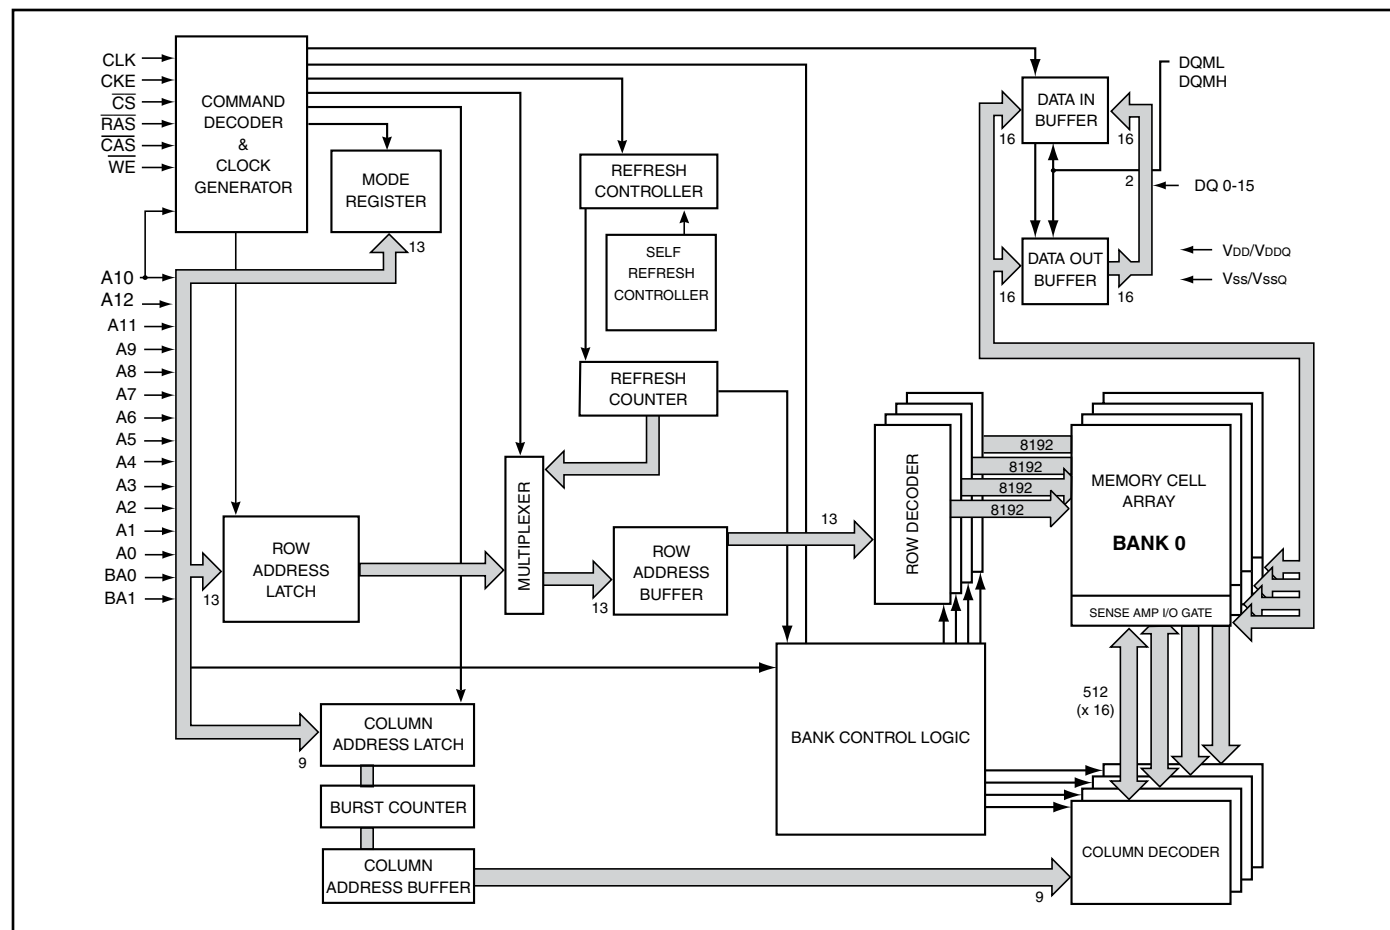 CLK
CKE
CS
RAS
CAS
WE
A10
A12
A11
A9
A8
A7
A6
A5
A4
A3
A2
A1
A0
BA0
BA1
COMMAND
DECODER
&
CLOCK
GENERATOR
MODE
REGISTER
13
REFRESH
CONTROLLER
SELF
REFRESH
CONTROLLER
REFRESH
COUNTER
DATA IN
BUFFER
16
16
DQML
DQMH
2
DQ 0-15
DATA OUT
BUFFER
16
16
VDD/VDDQ
Vss/VssQ
13
ROW
ADDRESS
LATCH
MULTIPLEXER
13
ROW
ADDRESS
BUFFER
13
ROW DECODER
8192
8192
8192
8192
MEMORY CELL
ARRAY
BANK 0
SENSE AMP I/O GATE
512
(x 16)
BANK CONTROL LOGIC
9
COLUMN
ADDRESS LATCH
BURST COUNTER
COLUMN
ADDRESS BUFFER
9
COLUMN DECODER